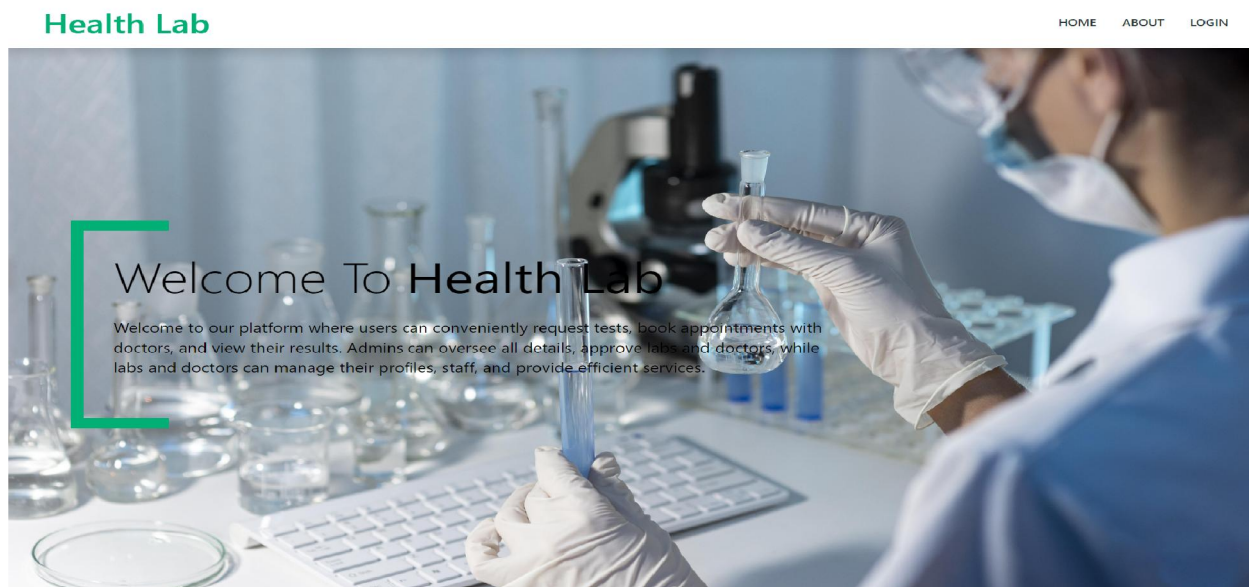 Health Lab
HOME ABOUT LOGIN
Welcome To Health Lab
Welcome to our platform where users can conveniently request tests, book appointments with
doctors, and view their results. Admins can oversee all details, approve labs and doctors, while
labs and doctors can manage their profiles, staff, and provide efficient services.